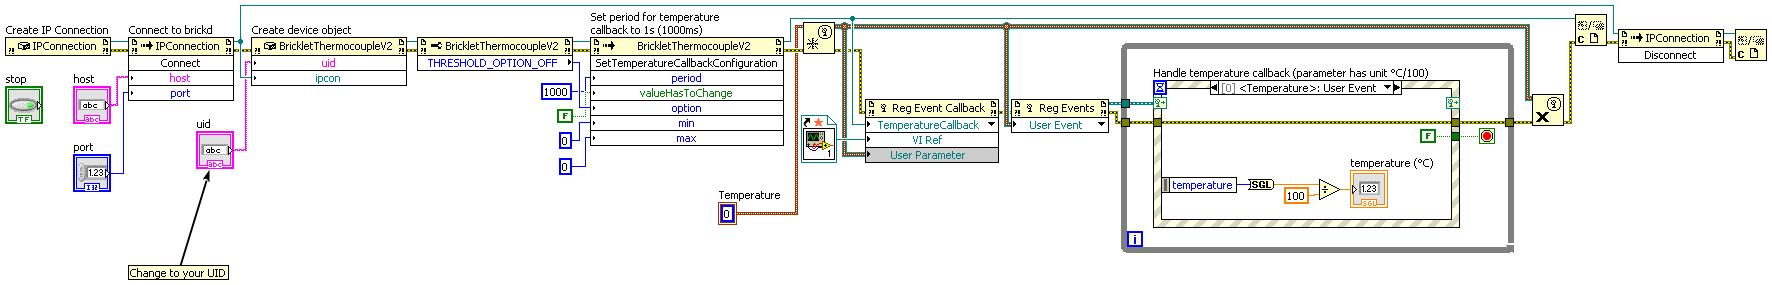 Create IP Connection
IPConnection
Connect to brickd
IPConnection
Connect
host
port
Create device object
BrickletThermocoupleV2
uid
ipcon
BrickletThermocoupleV2
THRESHOLD_OPTION_OFF
Set period for temperature
callback to 1s (1000ms)
BrickletThermocoupleV2
SetTemperatureCallbackConfiguration
period
valueHasToChange
option
min
max
1000
F
0
0
stop
TF
host
abc
abc
port
1.23
I32
uid
abc
abc
Change to your UID
Temperature
0
1
Reg Event Callback
TemperatureCallback
VI Ref
User Parameter
Reg Events
User Event
Handle temperature callback (parameter has unit °C/100)
[0] <Temperature>: User Event
temperature
SGL
100
÷
temperature (°C)
1.23
SGL
F
i
X
C
IPConnection
Disconnect
C